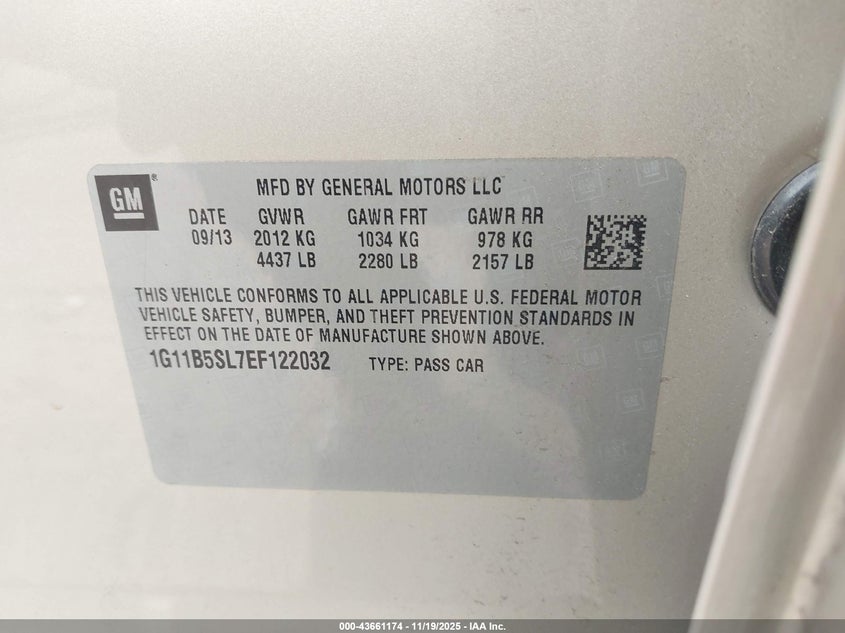 GM ®
MFD BY GENERAL MOTORS LLC
DATE GVWR GAWR FRT GAWR RR
09/13 2012 KG 1034 KG 978 KG
4437 LB 2280 LB 2157 LB
THIS VEHICLE CONFORMS TO ALL APPLICABLE U.S. FEDERAL MOTOR
VEHICLE SAFETY, BUMPER, AND THEFT PREVENTION STANDARDS IN
EFFECT ON THE DATE OF MANUFACTURE SHOWN ABOVE.
1G11B5SL7EF122032 TYPE: PASS CAR
000-43661174 - 11/19/2025 - IAA Inc.